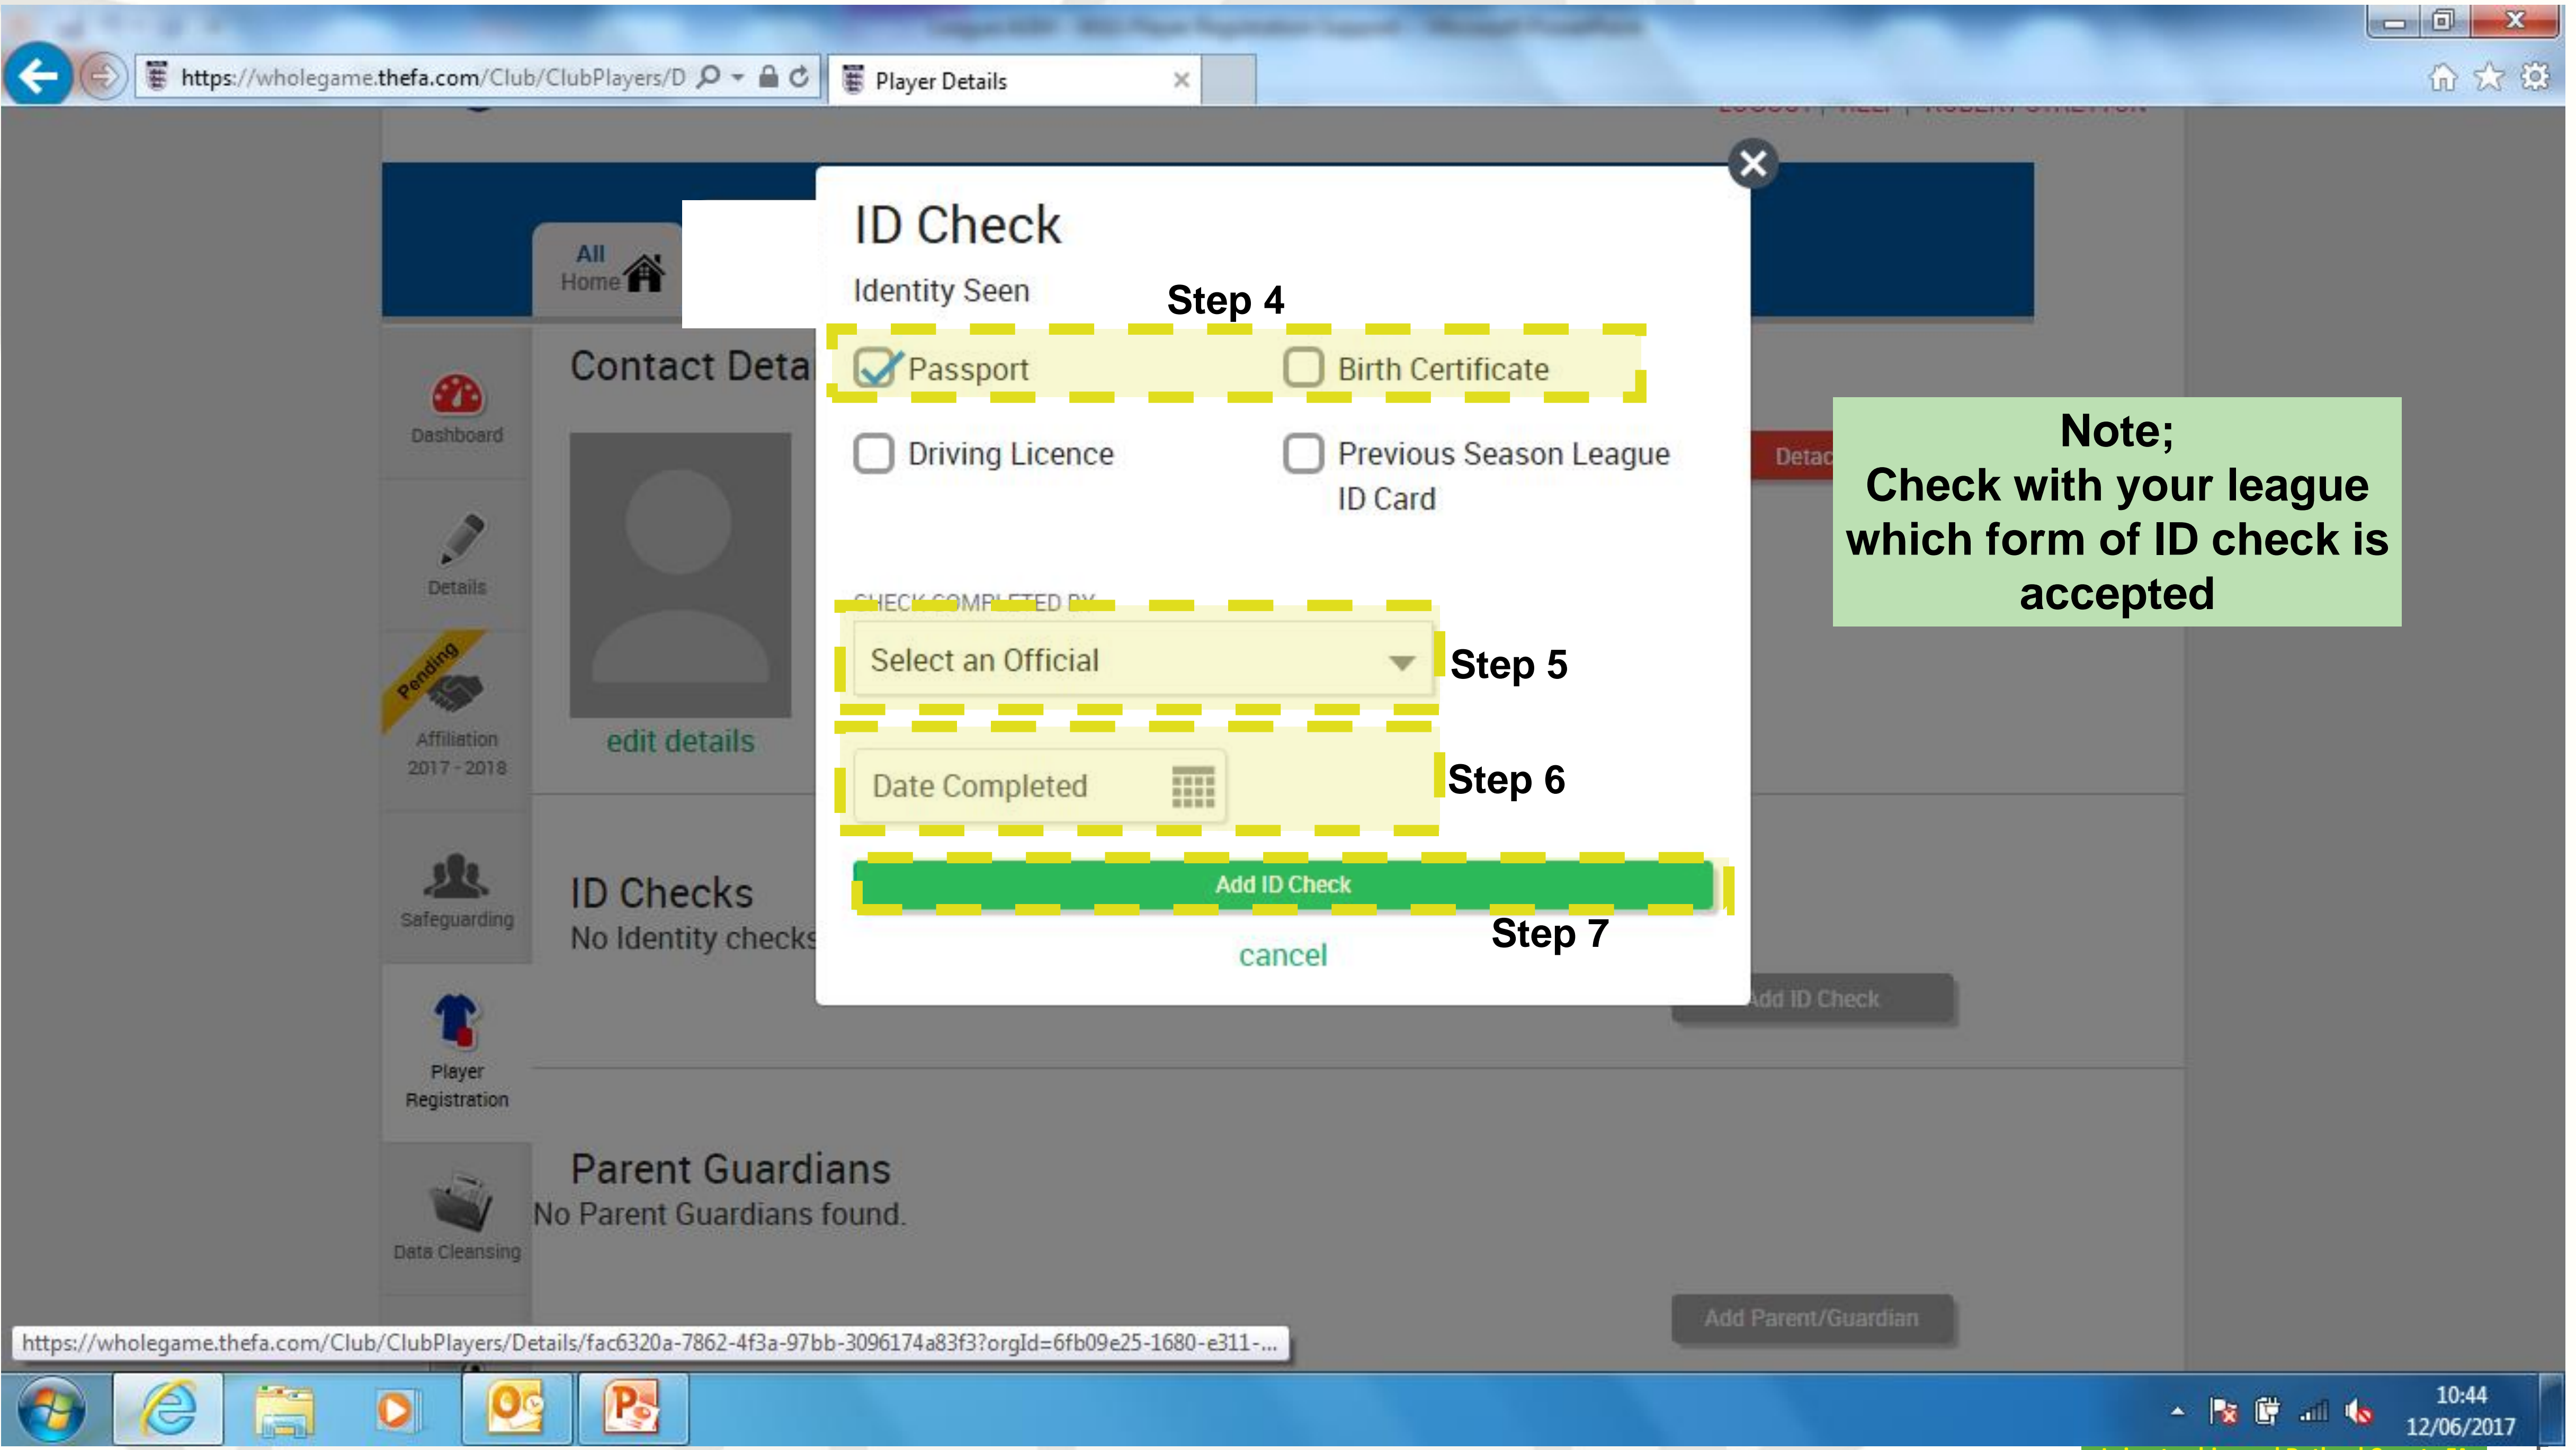 https://wholegame.thefa.com/Club/ClubPlayers/D
Player Details
ID Check
All
Home
Identity Seen
Step 4
Contact Detai
Passport
Birth Certificate
Dashboard
Driving Licence
Previous Season League
ID Card
Detac
Note;
Check with your league
which form of ID check is
accepted
Details
CHECK COMPLETED BY
Select an Official
Step 5
Pending
Affiliation
2017 - 2018
edit details
Date Completed
Step 6
Safeguarding
ID Checks
No Identity checks
Add ID Check
Step 7
cancel
Add ID Check
Player
Registration
Parent Guardians
No Parent Guardians found.
Data Cleansing
Add Parent/Guardian
https://wholegame.thefa.com/Club/ClubPlayers/Details/fac6320a-7862-4f3a-97bb-3096174a83f3?orgId=6fb09e25-1680-e311-...
10:44
12/06/2017